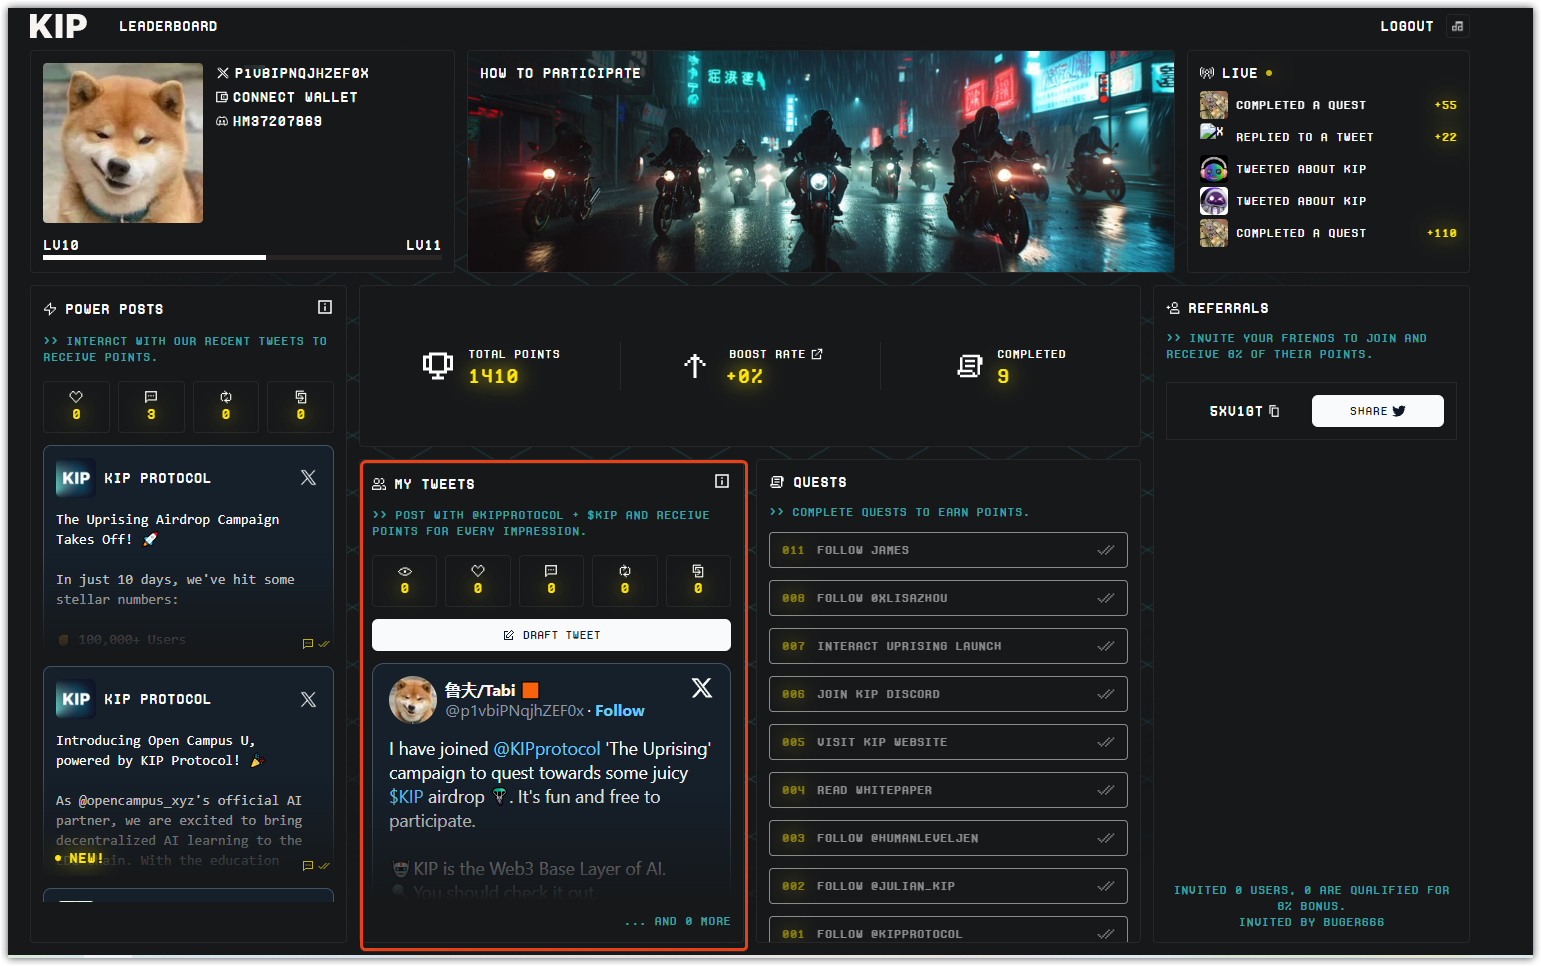 KIP
LEADERBOARD
LOGOUT
P1VBIPNQJHZEF0X
CONNECT WALLET
HM37207869
LV10
LV11
HOW TO PARTICIPATE
LIVE
COMPLETED A QUEST +55
REPLIED TO A TWEET +22
TWEETED ABOUT KIP
TWEETED ABOUT KIP
COMPLETED A QUEST +110
POWER POSTS
>> INTERACT WITH OUR RECENT TWEETS TO
RECEIVE POINTS.
0 3 0 0
KIP KIP PROTOCOL
The Uprising Airdrop Campaign
Takes Off! 🚀
In just 10 days, we've hit some
stellar numbers:
100,000+ Users
KIP KIP PROTOCOL
Introducing Open Campus U,
powered by KIP Protocol! 🎉
As @opencampus_xyz's official AI
partner, we are excited to bring
decentralized AI learning to the
With the education
NEW!
TOTAL POINTS
1410
BOOST RATE
+0%
COMPLETED
9
MY TWEETS
>> POST WITH @KIPPROTOCOL + $KIP AND RECEIVE
POINTS FOR EVERY IMPRESSION.
0 0 0 0 0
DRAFT TWEET
鲁夫/Tabi 🟧
@p1vbiPNqjhZEF0x · Follow
I have joined @KIPprotocol 'The Uprising'
campaign to quest towards some juicy
$KIP airdrop 🪂. It's fun and free to
participate.
KIP is the Web3 Base Layer of AI.
You should check it out
... AND 0 MORE
QUESTS
>> COMPLETE QUESTS TO EARN POINTS.
011 FOLLOW JAMES
008 FOLLOW 0XLISAZHOU
007 INTERACT UPRISING LAUNCH
006 JOIN KIP DISCORD
005 VISIT KIP WEBSITE
004 READ WHITEPAPER
003 FOLLOW @HUMANLEVELJEN
002 FOLLOW @JULIAN_KIP
001 FOLLOW @KIPPROTOCOL
REFERRALS
>> INVITE YOUR FRIENDS TO JOIN AND
RECEIVE 8% OF THEIR POINTS.
5XV1GT
SHARE
INVITED 0 USERS, 0 ARE QUALIFIED FOR
8% BONUS.
INVITED BY BUGER666